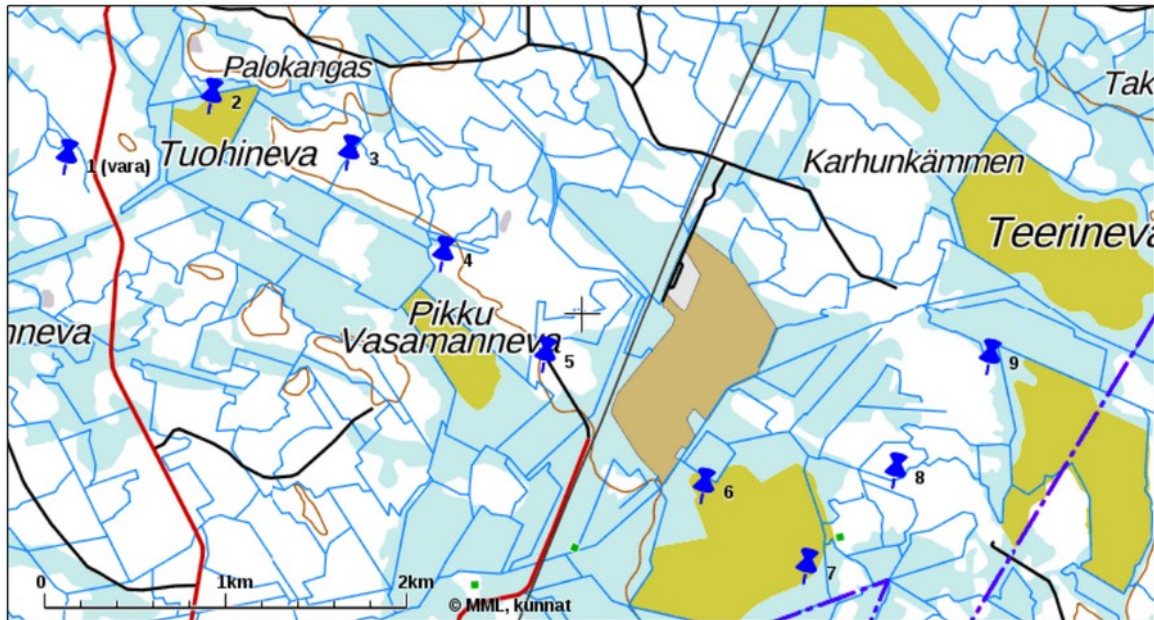 Palokangas
2
Tak
1 (vara)
Tuohineva
3
Karhunkämmen
Teerineva
4
Pikku
Vasamanneva
nneva
5
9
8
6
7
0
1km
2km
© MML, kunnat